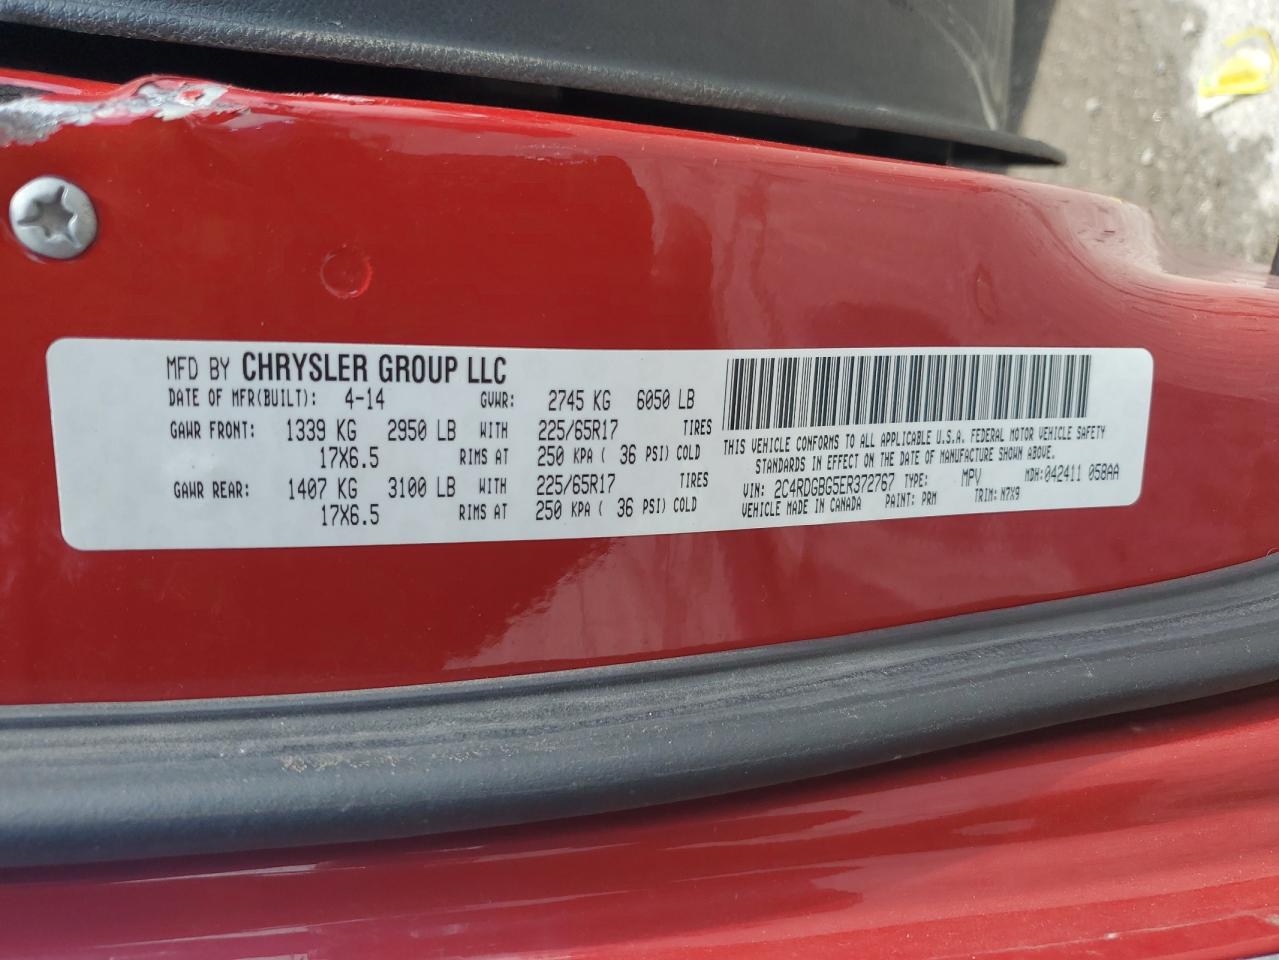 MFD BY CHRYSLER GROUP LLC
DATE OF MFR(BUILT): 4-14 GVWR: 2745 KG 6050 LB
GAWR FRONT: 1339 KG 2950 LB WITH 225/65R17 TIRES
17X6.5 RIMS AT 250 KPA ( 36 PSI) COLD
GAWR REAR: 1407 KG 3100 LB WITH 225/65R17 TIRES
17X6.5 RIMS AT 250 KPA ( 36 PSI) COLD
THIS VEHICLE CONFORMS TO ALL APPLICABLE U.S.A. FEDERAL MOTOR VEHICLE SAFETY
STANDARDS IN EFFECT ON THE DATE OF MANUFACTURE SHOWN ABOVE.
VIN: 2C4RDGBG5ER372767 TYPE: MPV MDH:042411 058AA
VEHICLE MADE IN CANADA PAINT: PRM TRIM: N7X9